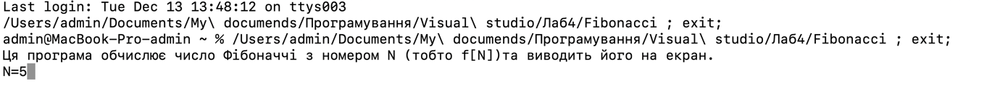 Last login: Tue Dec 13 13:48:12 on ttys003
/Users/admin/Documents/My\ documends/Програмування/Visual\ studio/Лаб4/Fibonacci ; exit;
admin@MacBook-Pro-admin ~ % /Users/admin/Documents/My\ documends/Програмування/Visual\ studio/Лаб4/Fibonacci ; exit;
Ця програма обчислює число Фібоначчі з номером N (тобто f[N])та виводить його на екран.
N=5